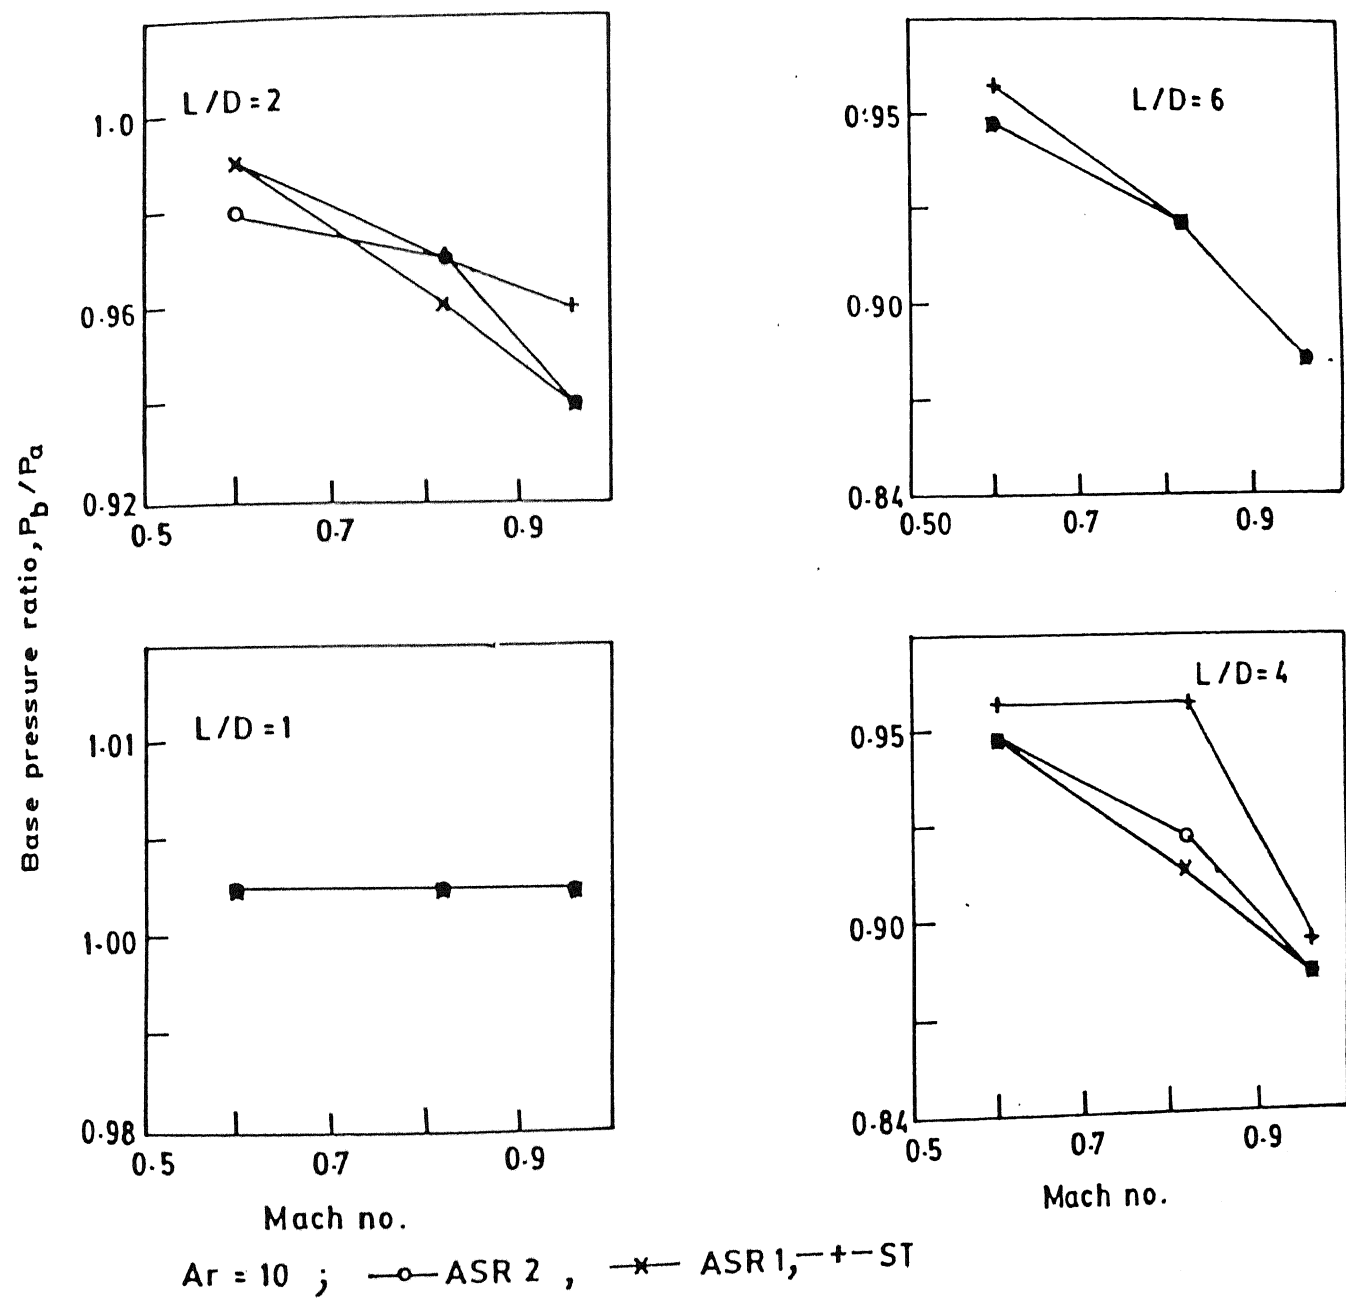 L/D=2
1.0
0.96
0.92
0.5 0.7 0.9
L/D=6
0.95
0.90
0.84
0.50 0.7 0.9
Base pressure ratio, Pb/Pa
L/D=1
1.01
1.00
0.98
0.5 0.7 0.9
Mach no.
L/D=4
0.95
0.90
0.84
0.5 0.7 0.9
Mach no.
Ar = 10 ; —o— ASR 2 , —x— ASR 1, —+— ST